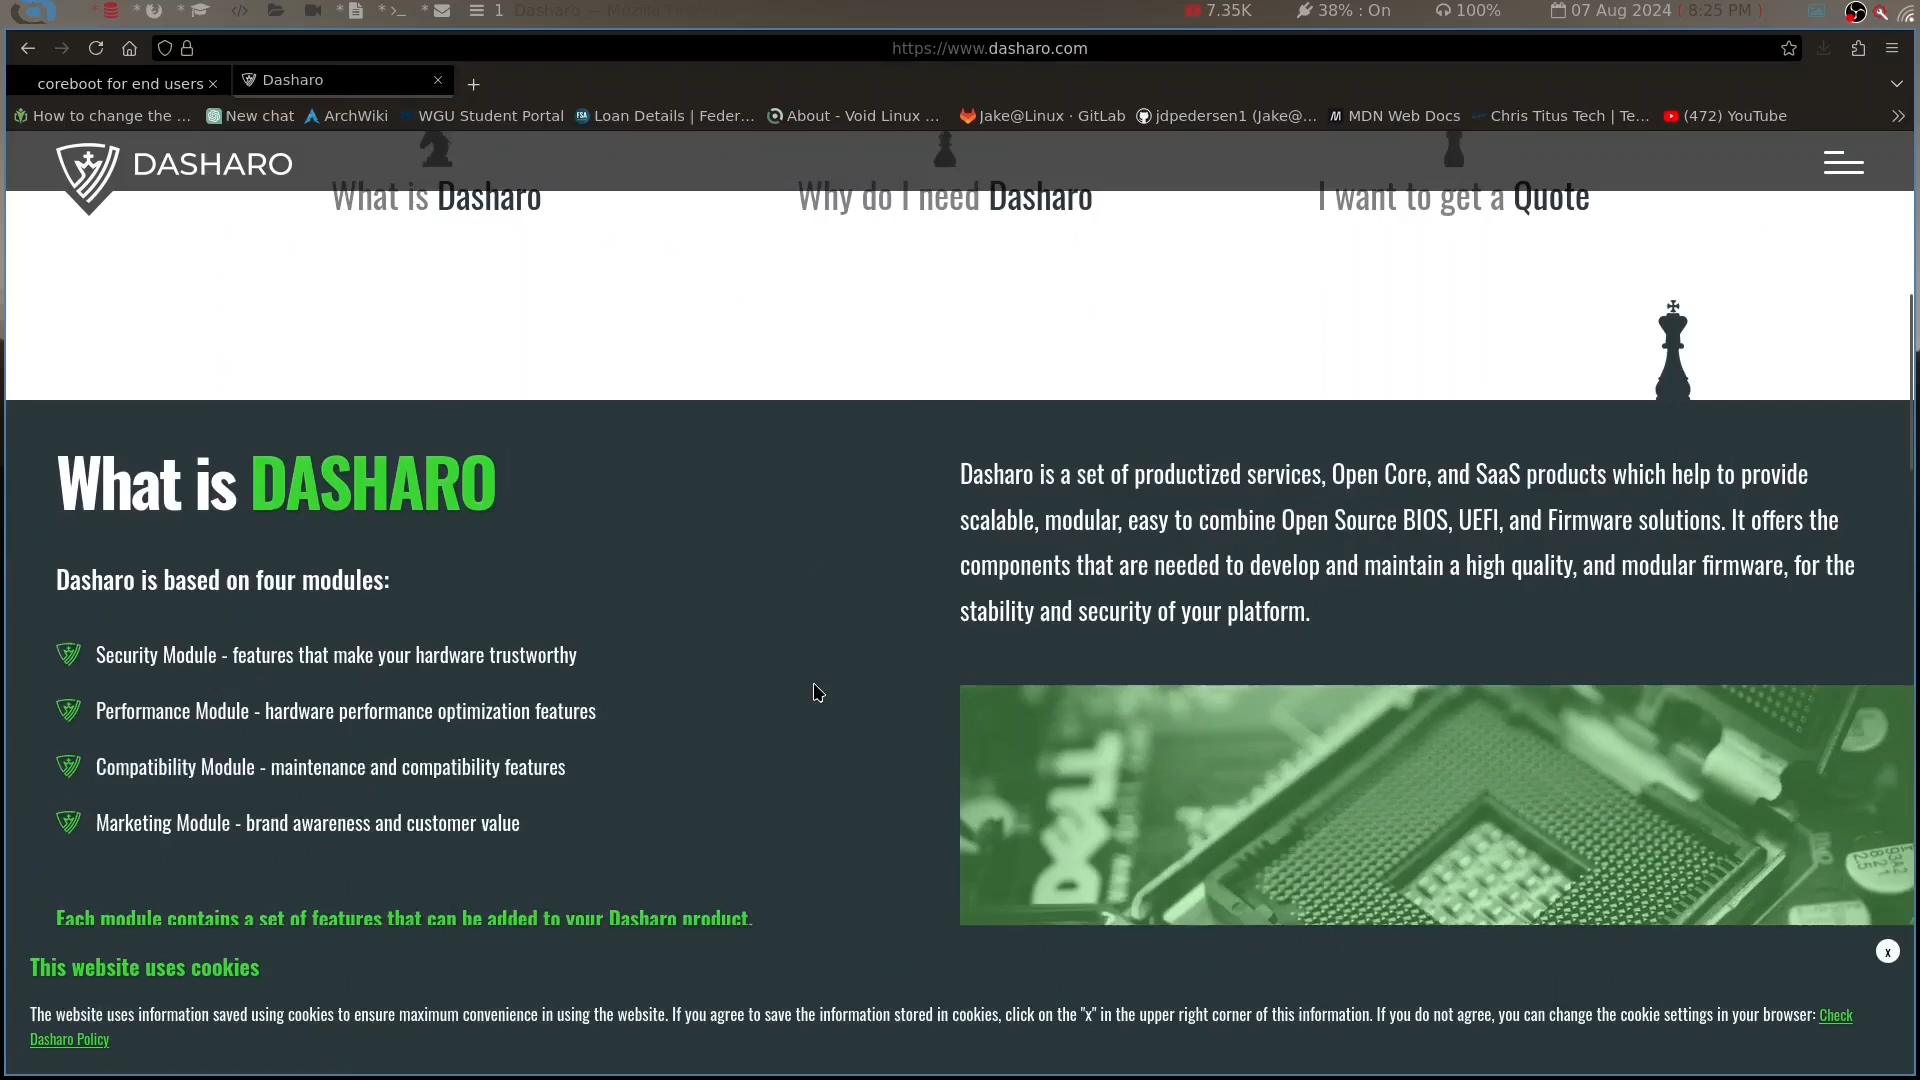 1 Dasharo — Mozilla Firefox 7.35K 38% : On 100% 07 Aug 2024 ( 8:25 PM )
https://www.dasharo.com
coreboot for end users Dasharo
How to change the ... New chat ArchWiki WGU Student Portal Loan Details | Feder... About - Void Linux ... Jake@Linux · GitLab jdpedersen1 (Jake@... MDN Web Docs Chris Titus Tech | Te... (472) YouTube
DASHARO
What is Dasharo Why do I need Dasharo I want to get a Quote
What is DASHARO
Dasharo is based on four modules:
Security Module - features that make your hardware trustworthy
Performance Module - hardware performance optimization features
Compatibility Module - maintenance and compatibility features
Marketing Module - brand awareness and customer value
Each module contains a set of features that can be added to your Dasharo product.
Dasharo is a set of productized services, Open Core, and SaaS products which help to provide
scalable, modular, easy to combine Open Source BIOS, UEFI, and Firmware solutions. It offers the
components that are needed to develop and maintain a high quality, and modular firmware, for the
stability and security of your platform.
DELL
This website uses cookies
x
The website uses information saved using cookies to ensure maximum convenience in using the website. If you agree to save the information stored in cookies, click on the "x" in the upper right corner of this information. If you do not agree, you can change the cookie settings in your browser: Check
Dasharo Policy